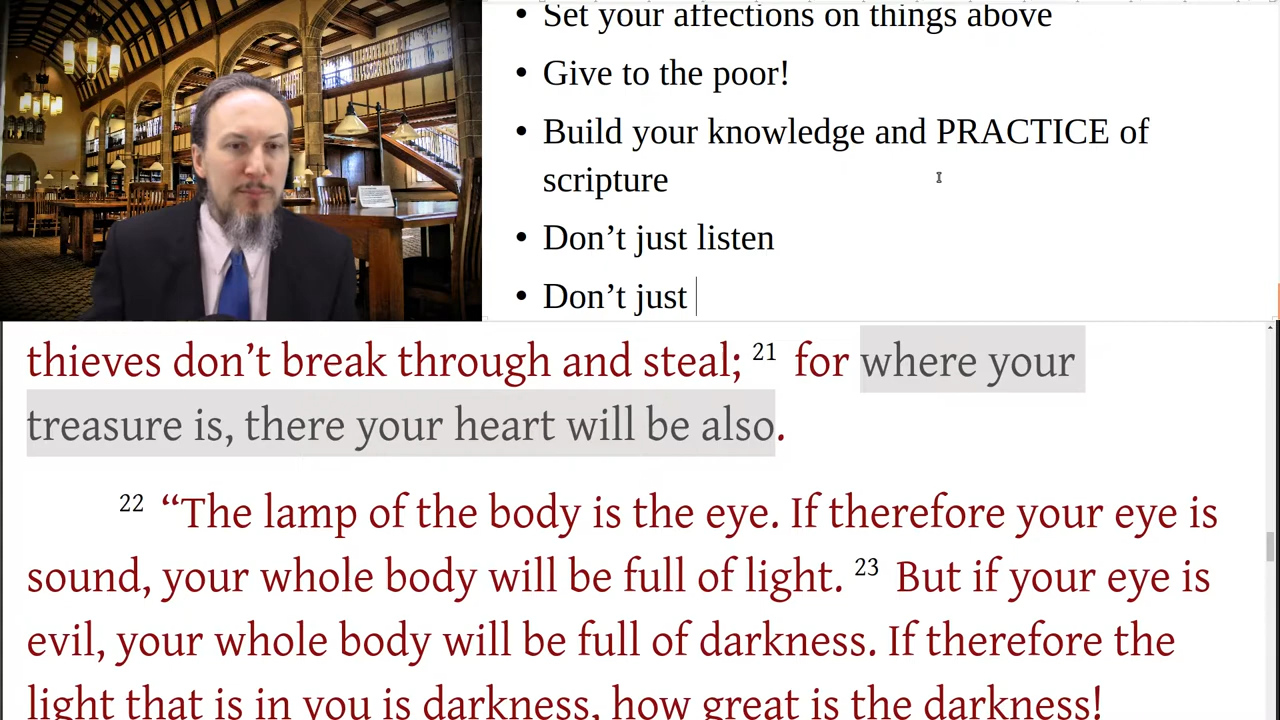 • Set your affections on things above
• Give to the poor!
• Build your knowledge and PRACTICE of
scripture
• Don’t just listen
• Don’t just
thieves don’t break through and steal; 21 for where your
treasure is, there your heart will be also.
22 “The lamp of the body is the eye. If therefore your eye is
sound, your whole body will be full of light. 23 But if your eye is
evil, your whole body will be full of darkness. If therefore the
light that is in you is darkness, how great is the darkness!